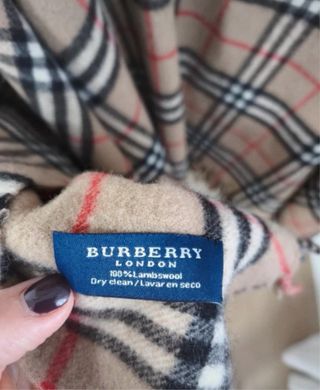 BURBERRY
LONDON
100% Lambswool
Dry clean / Lavar en seco